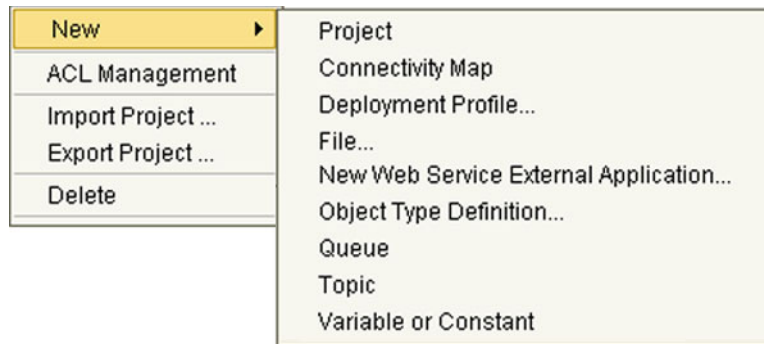 New
ACL Management
Import Project ...
Export Project ...
Delete
Project
Connectivity Map
Deployment Profile...
File...
New Web Service External Application...
Object Type Definition...
Queue
Topic
Variable or Constant